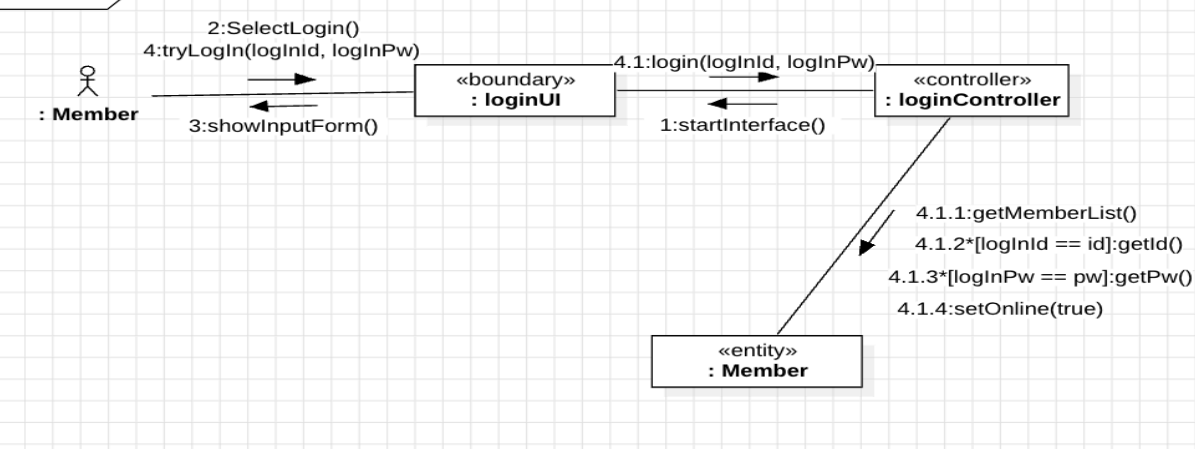 2:SelectLogin()
4:tryLogIn(logInId, logInPw)
: Member
3:showInputForm()
«boundary»
: loginUI
4.1:login(logInId, logInPw)
1:startInterface()
«controller»
: loginController
4.1.1:getMemberList()
4.1.2*[logInId == id]:getId()
4.1.3*[logInPw == pw]:getPw()
4.1.4:setOnline(true)
«entity»
: Member